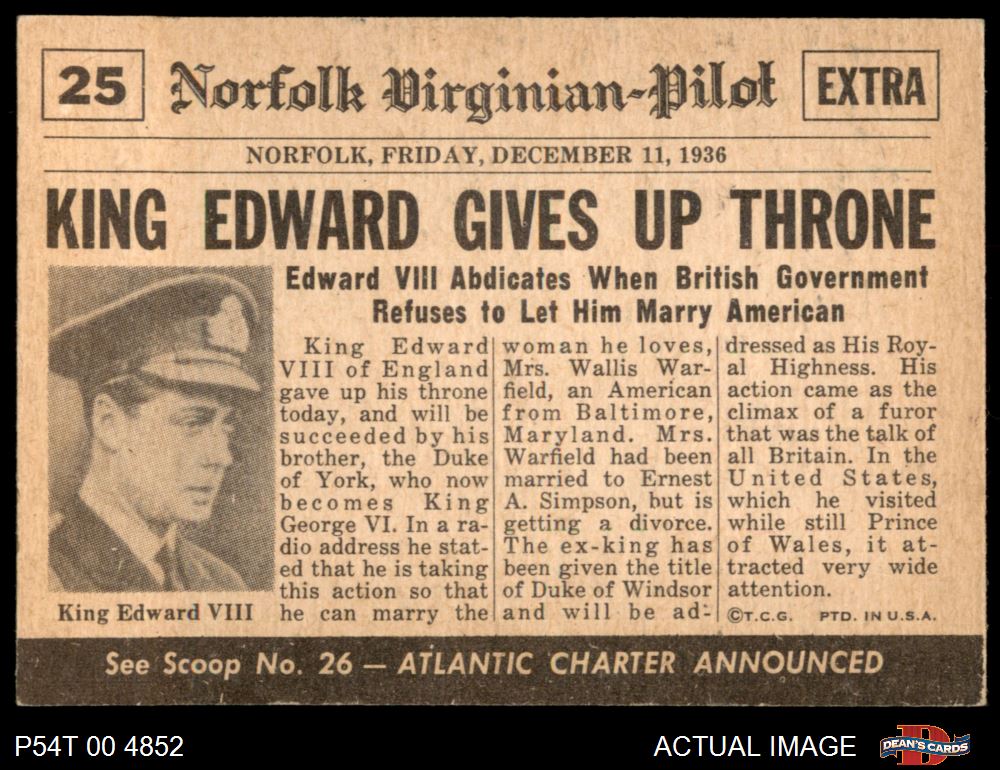 25 Norfolk Virginian-Pilot EXTRA
NORFOLK, FRIDAY, DECEMBER 11, 1936
KING EDWARD GIVES UP THRONE
Edward VIII Abdicates When British Government
Refuses to Let Him Marry American
King Edward
VIII of England
gave up his throne
today, and will be
succeeded by his
brother, the Duke
of York, who now
becomes King
George VI. In a ra-
dio address he stat-
ed that he is taking
this action so that
he can marry the
woman he loves,
Mrs. Wallis War-
field, an American
from Baltimore,
Maryland. Mrs.
Warfield had been
married to Ernest
A. Simpson, but is
getting a divorce.
The ex-king has
been given the title
of Duke of Windsor
and will be ad-
dressed as His Roy-
al Highness. His
action came as the
climax of a furor
that was the talk of
all Britain. In the
United States,
which he visited
while still Prince
of Wales, it at-
tracted very wide
attention.
©T.C.G. PTD. IN U.S.A.
King Edward VIII
See Scoop No. 26 — ATLANTIC CHARTER ANNOUNCED
P54T 00 4852
ACTUAL IMAGE
D
DEAN'S CARDS